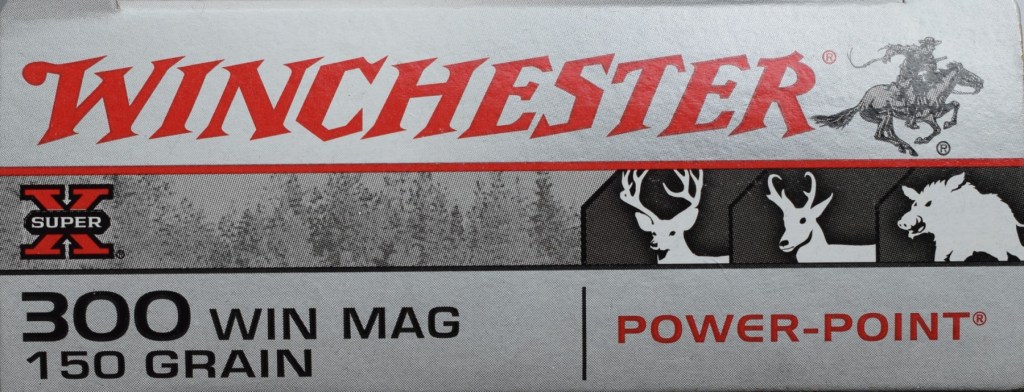 WINCHESTER®
®
X
SUPER
®
300 WIN MAG
150 GRAIN
POWER-POINT®